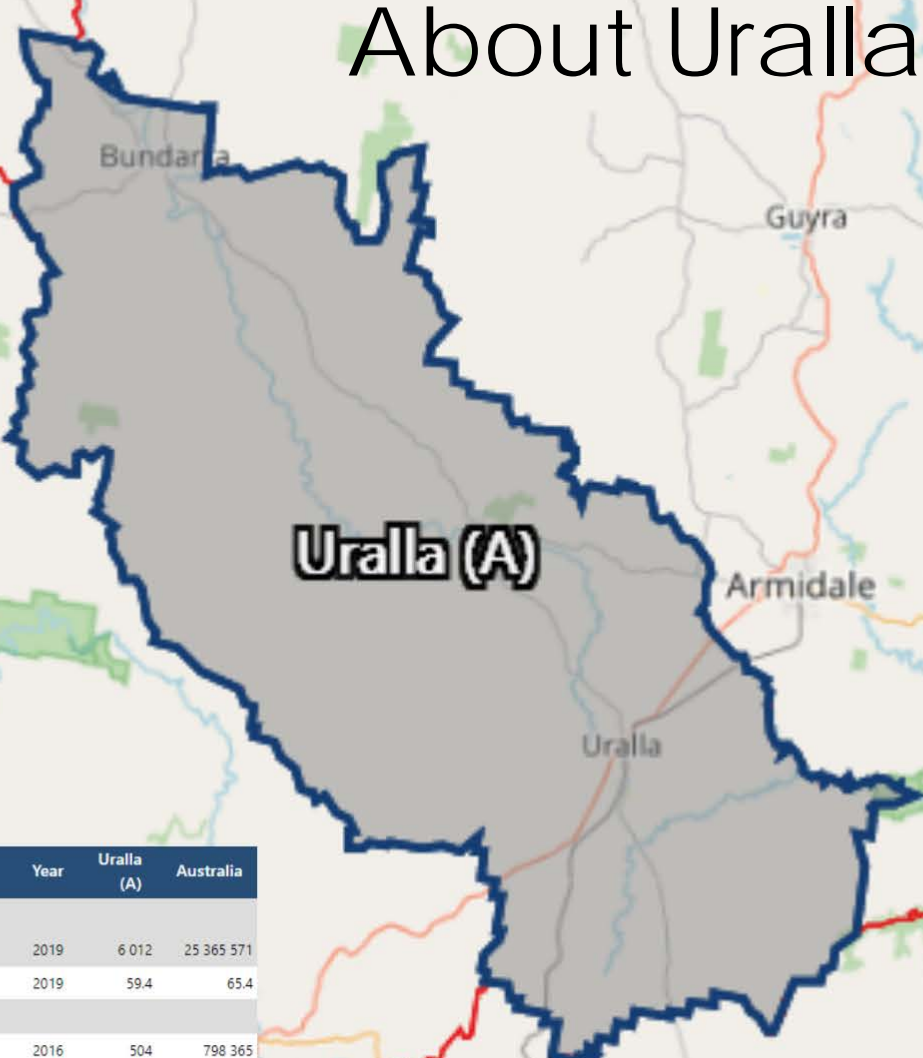 About Uralla
Bundarra
Guyra
Uralla (A)
Armidale
Uralla
Year Uralla (A) Australia
2019 6 012 25 365 571
2019 59.4 65.4
2016 504 798 365